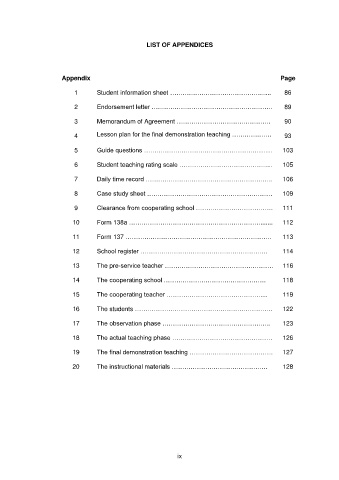 LIST OF APPENDICES
Appendix Page
1 Student information sheet ……………………………………………. 86
2 Endorsement letter …………………………………………………… 89
3 Memorandum of Agreement ………………………………………… 90
4 Lesson plan for the final demonstration teaching ……………….. 93
5 Guide questions ……………………………………………………… 103
6 Student teaching rating scale ……………………………………….. 105
7 Daily time record ……………………………………………………… 106
8 Case study sheet ……………………………………………………… 109
9 Clearance from cooperating school ………………………………… 111
10 Form 138a ……………………………………………………………... 112
11 Form 137 ……………………………………………………………… 113
12 School register ………………………………………………………… 114
13 The pre-service teacher ……………………………………………… 116
14 The cooperating school ……………………………………………. 118
15 The cooperating teacher ……………………………………………. 119
16 The students …………………………………………………………… 122
17 The observation phase ……………………………………………… 123
18 The actual teaching phase …………………………………………… 126
19 The final demonstration teaching …………………………………… 127
20 The instructional materials ………………………………………… 128
ix